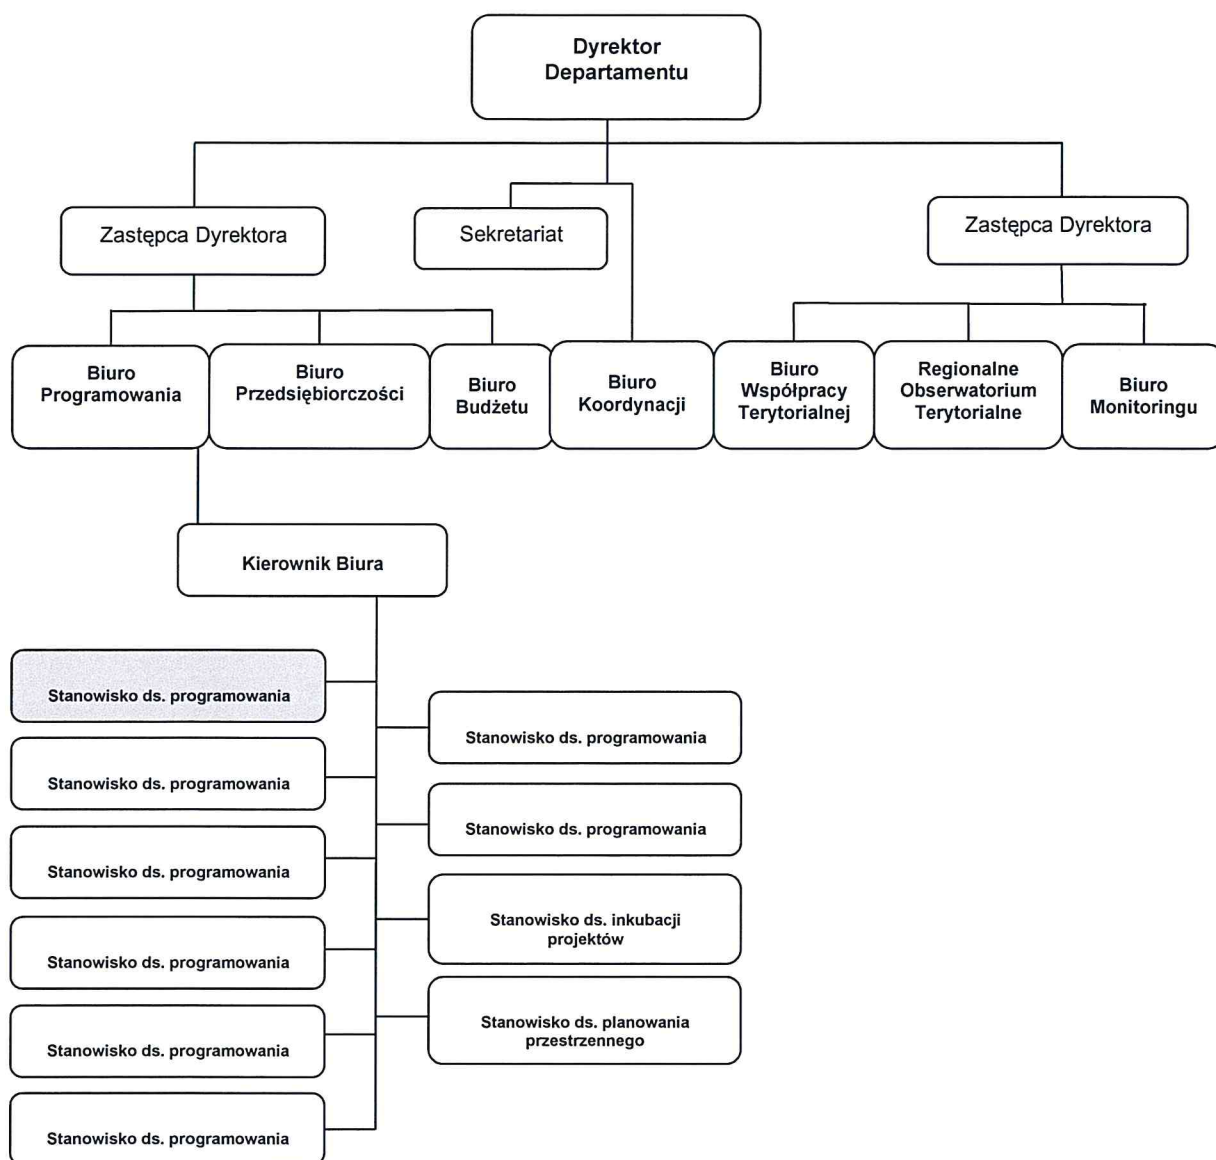 Dyrektor
Departamentu
Zastępca Dyrektora
Sekretariat
Zastępca Dyrektora
Biuro
Programowania
Biuro
Przedsiębiorczości
Biuro
Budżetu
Biuro
Koordynacji
Biuro
Współpracy
Terytorialnej
Regionalne
Obserwatorium
Terytorialne
Biuro
Monitoringu
Kierownik Biura
Stanowisko ds. programowania
Stanowisko ds. programowania
Stanowisko ds. programowania
Stanowisko ds. programowania
Stanowisko ds. programowania
Stanowisko ds. programowania
Stanowisko ds. programowania
Stanowisko ds. programowania
Stanowisko ds. inkubacji
projektów
Stanowisko ds. planowania
przestrzennego